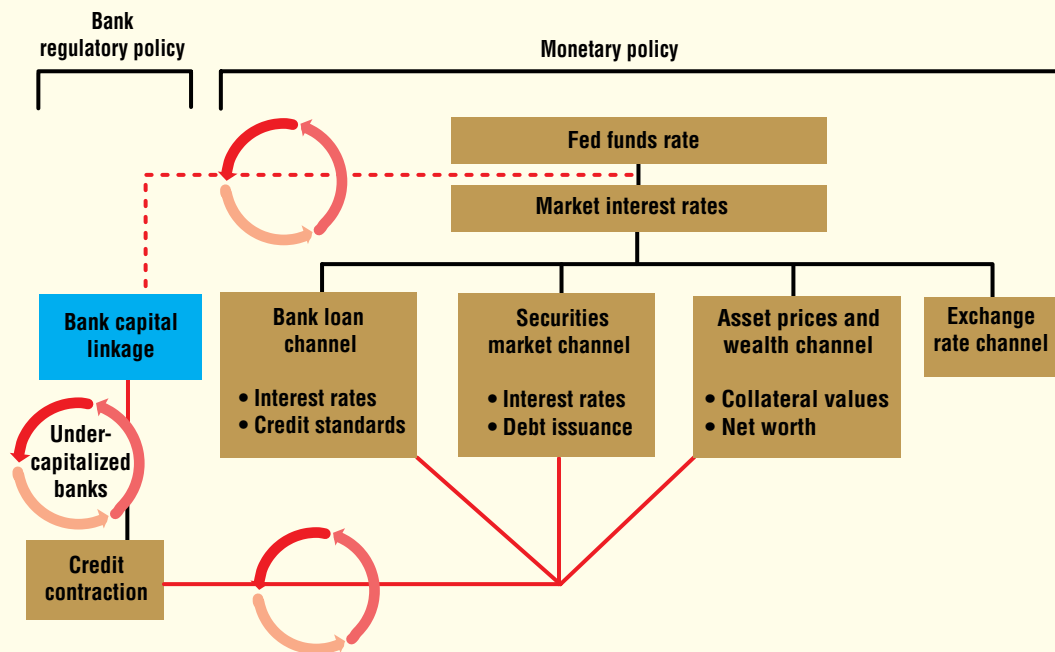 Bank
regulatory policy
Monetary policy
Fed funds rate
Market interest rates
Bank capital
linkage
Bank loan
channel
• Interest rates
• Credit standards
Securities
market channel
• Interest rates
• Debt issuance
Asset prices and
wealth channel
• Collateral values
• Net worth
Exchange
rate channel
Under-
capitalized
banks
Credit
contraction